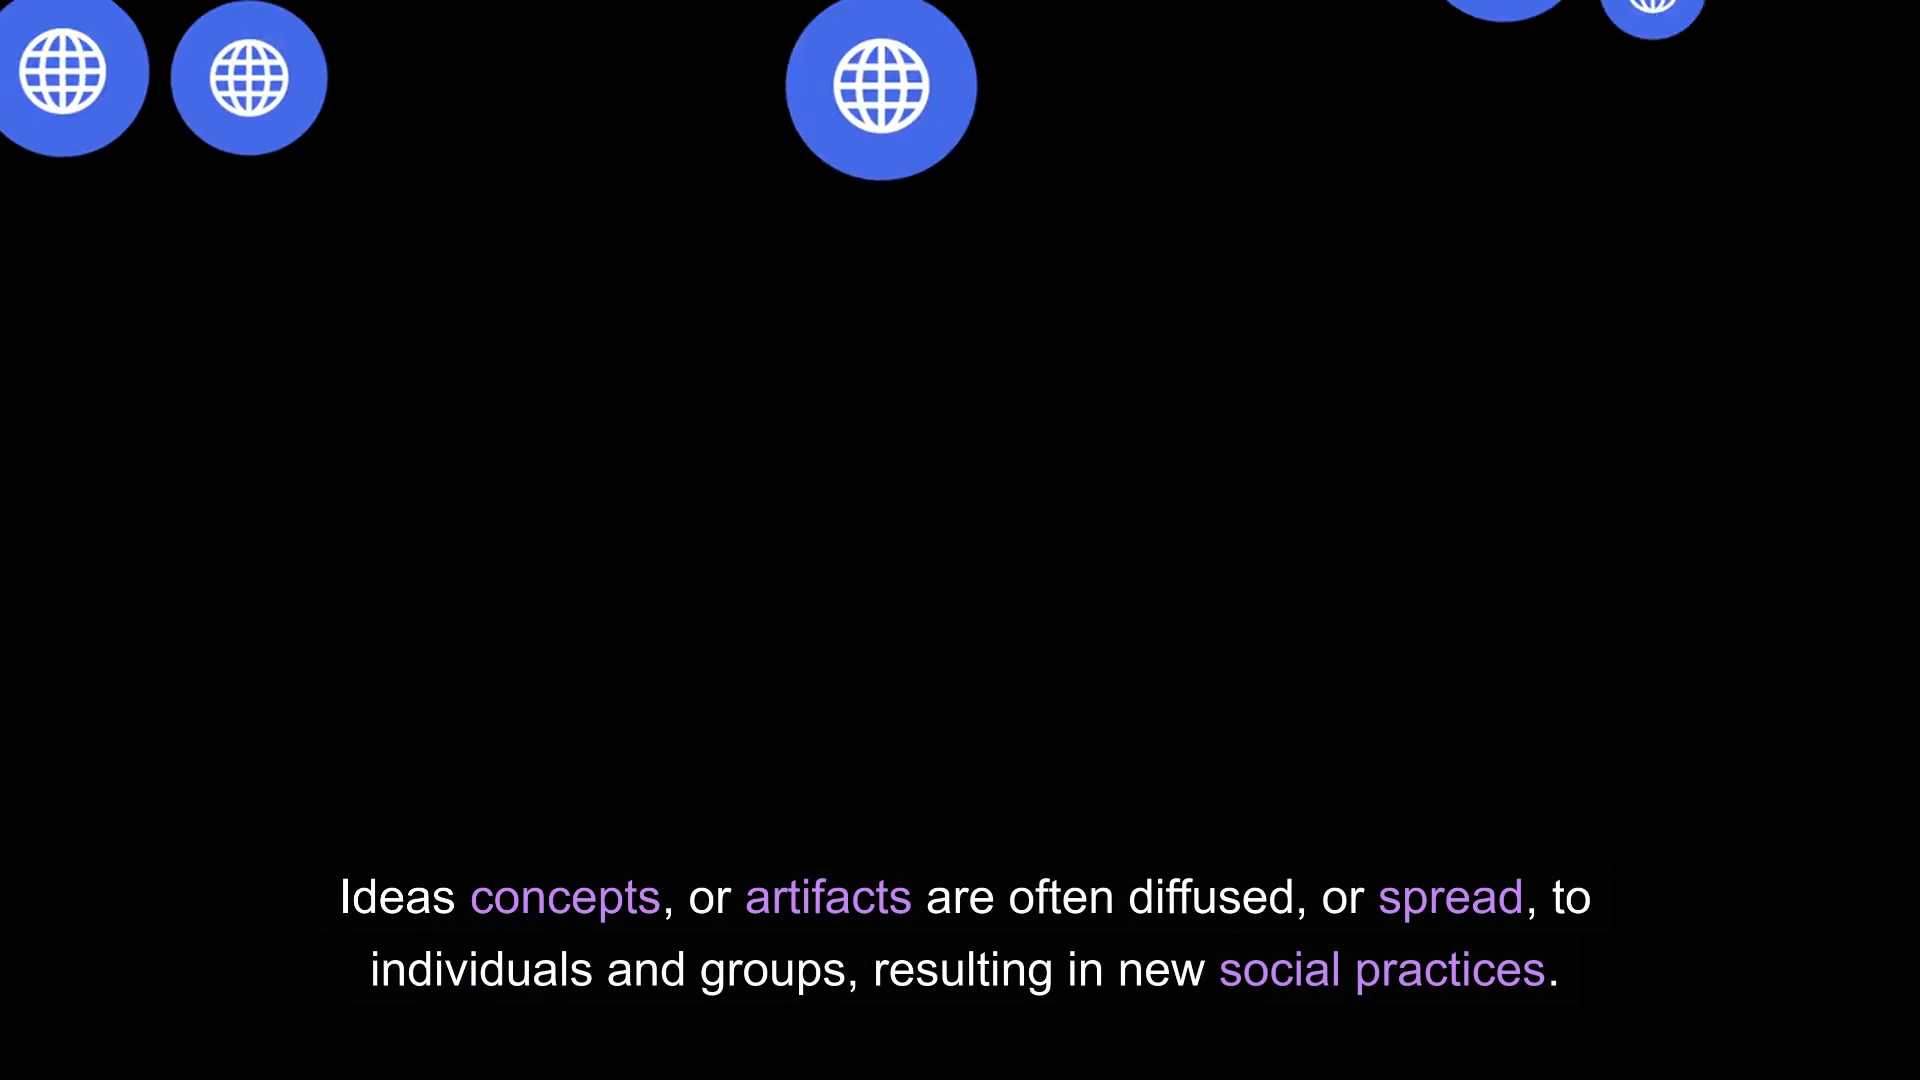 Ideas concepts, or artifacts are often diffused, or spread, to
individuals and groups, resulting in new social practices.